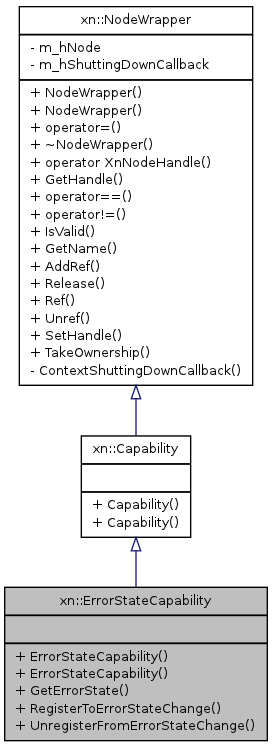 xn::NodeWrapper
- m_hNode
- m_hShuttingDownCallback
+ NodeWrapper()
+ NodeWrapper()
+ operator=()
+ ~NodeWrapper()
+ operator XnNodeHandle()
+ GetHandle()
+ operator==()
+ operator!=()
+ IsValid()
+ GetName()
+ AddRef()
+ Release()
+ Ref()
+ Unref()
+ SetHandle()
+ TakeOwnership()
- ContextShuttingDownCallback()
xn::Capability
+ Capability()
+ Capability()
xn::ErrorStateCapability
+ ErrorStateCapability()
+ ErrorStateCapability()
+ GetErrorState()
+ RegisterToErrorStateChange()
+ UnregisterFromErrorStateChange()